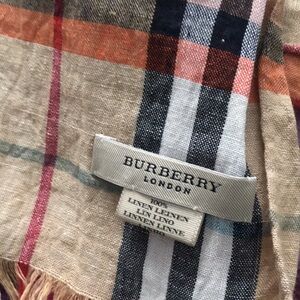 BURBERRY
LONDON
100%
LINEN LEINEN
LIN LINO
LINNEN LINNE